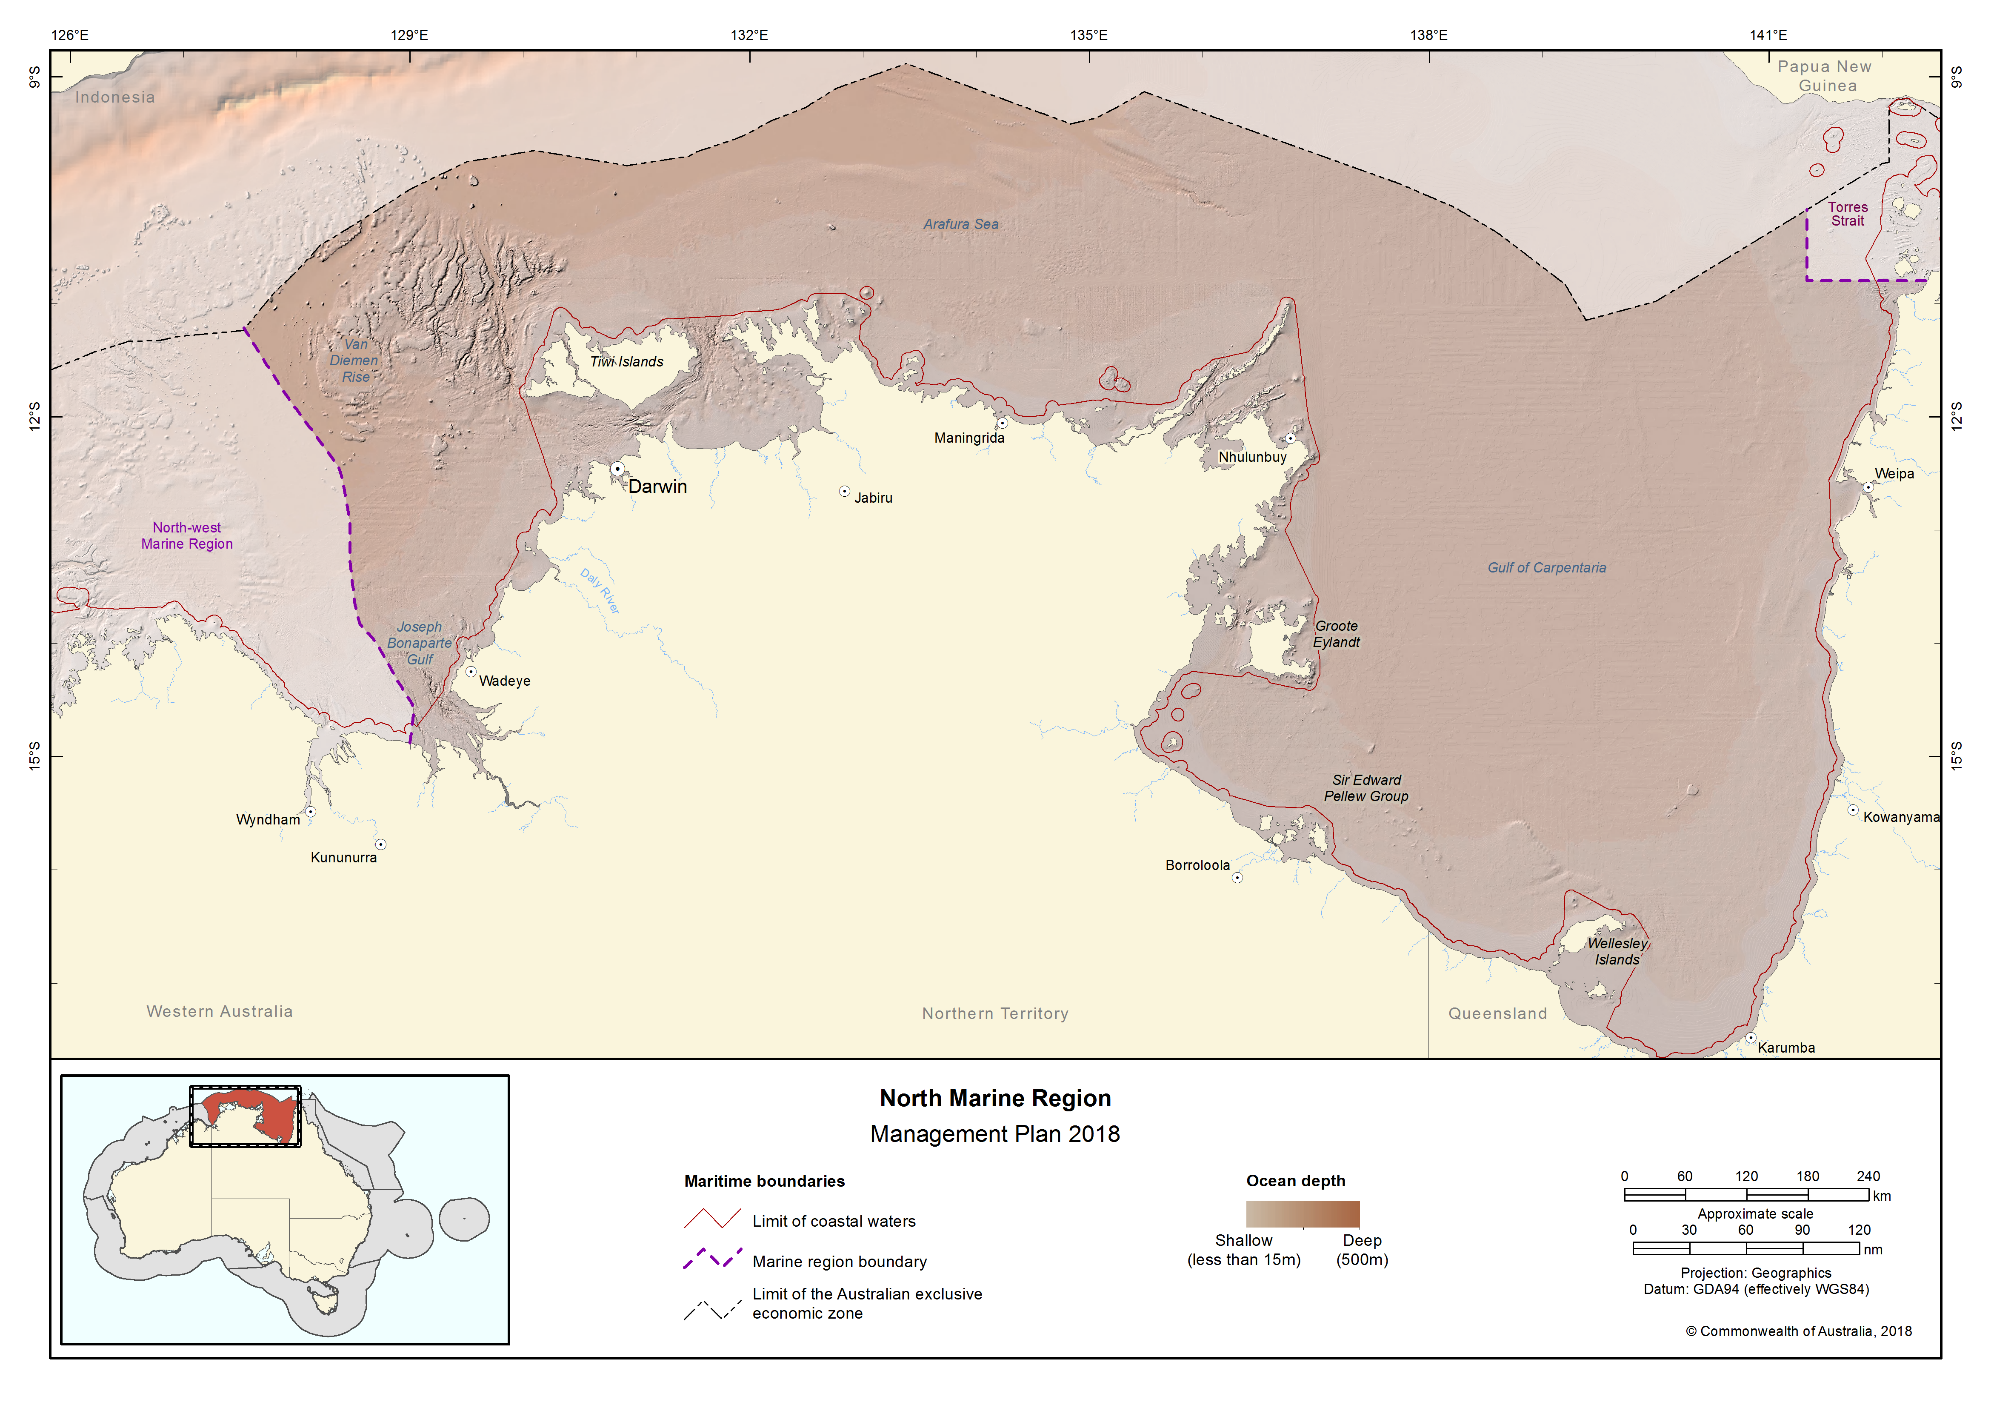 126°E
129°E
132°E
135°E
138°E
141°E
9°S
9°S
Papua New
Guinea
Indonesia
Torres
Strait
Arafura Sea
Van
Diemen
Rise
Tiwi Islands
12°S
12°S
Maningrida
Nhulunbuy
Weipa
Darwin
Jabiru
North-west
Marine Region
Gulf of Carpentaria
Daly River
Joseph
Bonaparte
Gulf
Groote
Eylandt
Wadeye
15°S
15°S
Sir Edward
Pellew Group
Wyndham
Kowanyama
Kununurra
Borroloola
Wellesley
Islands
Western Australia
Northern Territory
Queensland
Karumba
North Marine Region
Management Plan 2018
Maritime boundaries
Limit of coastal waters
Marine region boundary
Limit of the Australian exclusive
economic zone
Ocean depth
Shallow
(less than 15m)
Deep
(500m)
0 60 120 180 240
km
Approximate scale
0 30 60 90 120
nm
Projection: Geographics
Datum: GDA94 (effectively WGS84)
© Commonwealth of Australia, 2018